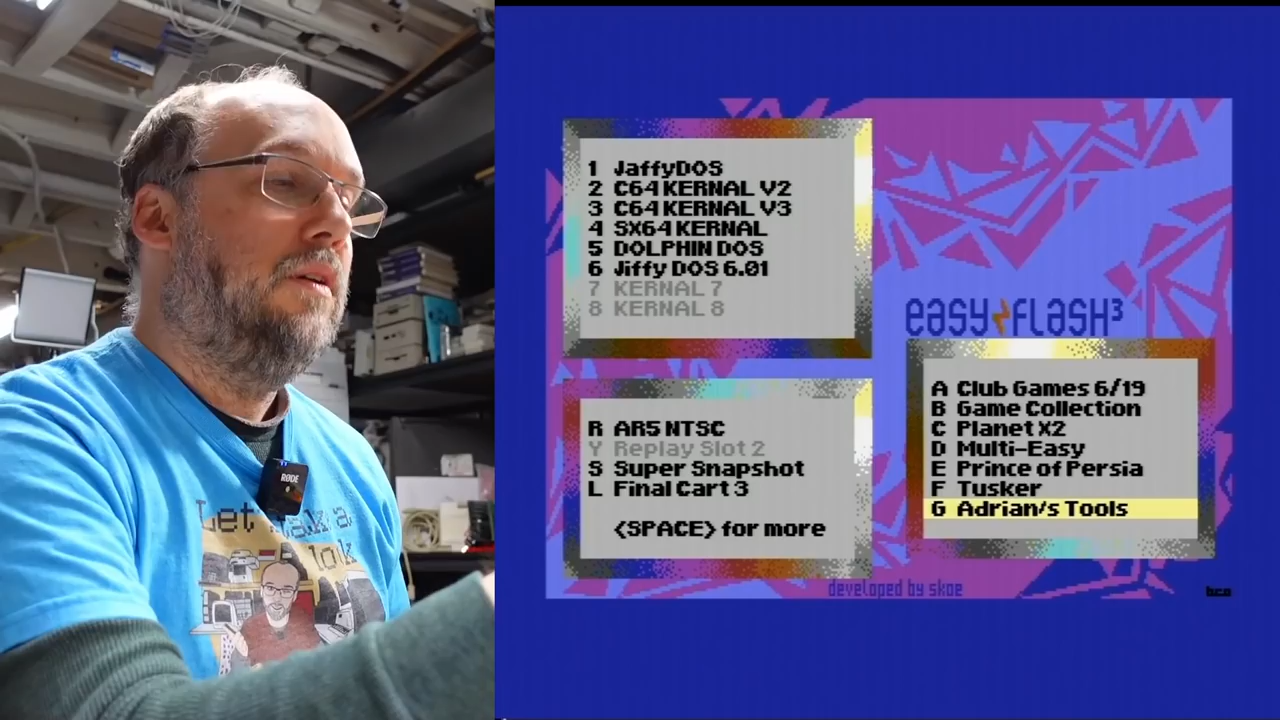 RØDE
Let
a
look
1 JaffyDOS
2 C64 KERNAL V2
3 C64 KERNAL V3
4 SX64 KERNAL
5 DOLPHIN DOS
6 Jiffy DOS 6.01
7 KERNAL 7
8 KERNAL 8
R AR5 NTSC
Y Replay Slot 2
S Super Snapshot
L Final Cart 3
<SPACE> for more
easy flash³
A Club Games 6/19
B Game Collection
C Planet X2
D Multi-Easy
E Prince of Persia
F Tusker
G Adrian/s Tools
developed by skoe